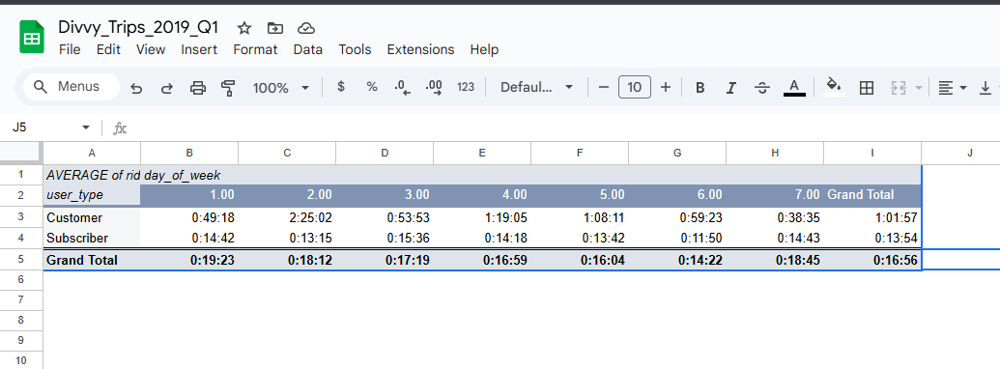 Divvy_Trips_2019_Q1
File Edit View Insert Format Data Tools Extensions Help
Menus 100% $ % .0 .00 123 Defaul... − 10 + B I A
J5 fx
A B C D E F G H I J
1 AVERAGE of rid day_of_week
2 user_type 1.00 2.00 3.00 4.00 5.00 6.00 7.00 Grand Total
3 Customer 0:49:18 2:25:02 0:53:53 1:19:05 1:08:11 0:59:23 0:38:35 1:01:57
4 Subscriber 0:14:42 0:13:15 0:15:36 0:14:18 0:13:42 0:11:50 0:14:43 0:13:54
5 Grand Total 0:19:23 0:18:12 0:17:19 0:16:59 0:16:04 0:14:22 0:18:45 0:16:56
6
7
8
9
10